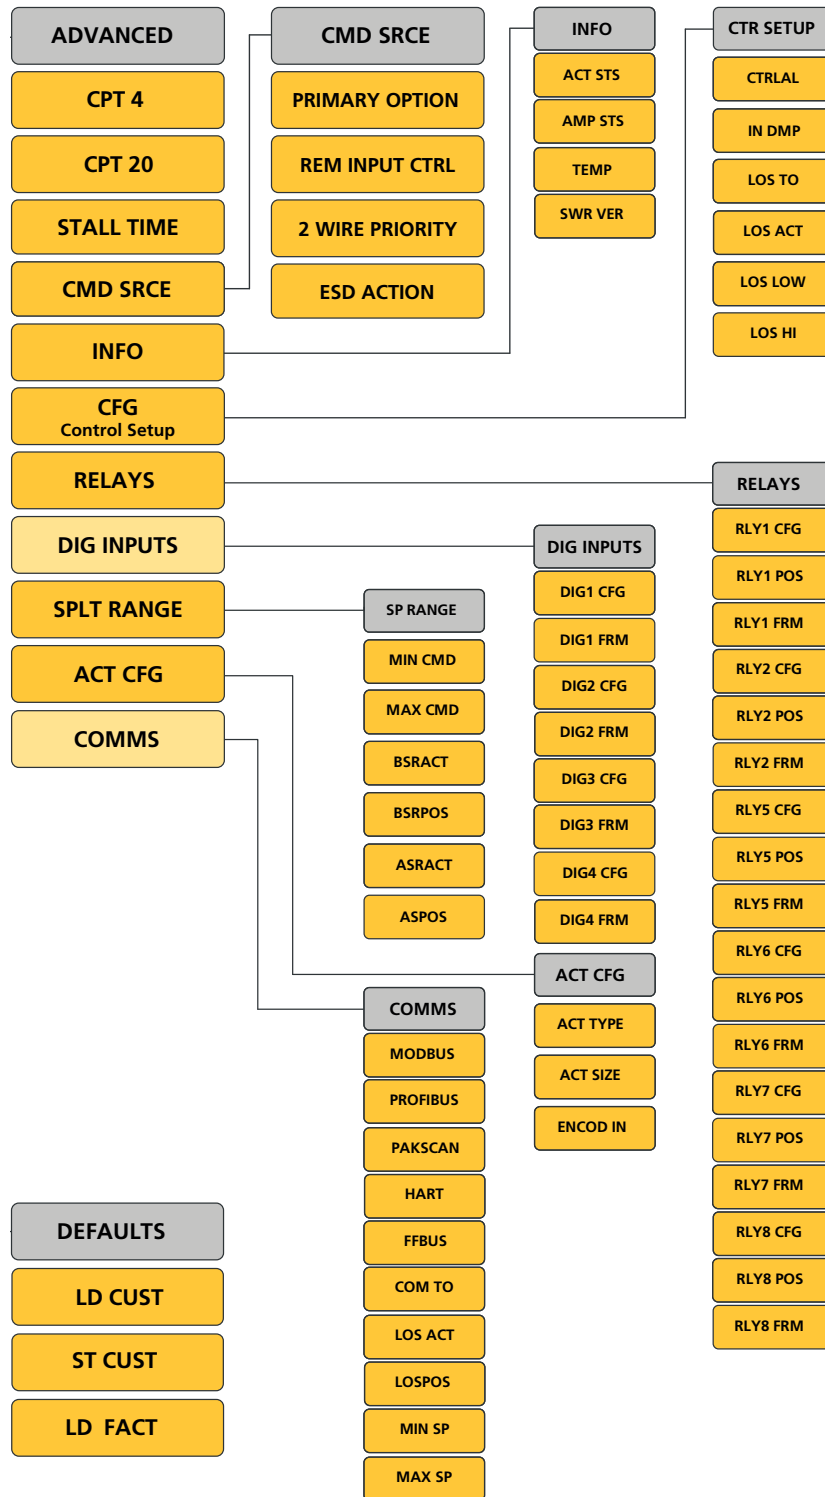 ADVANCED
CPT 4
CPT 20
STALL TIME
CMD SRCE
INFO
CFG
Control Setup
RELAYS
DIG INPUTS
SPLT RANGE
ACT CFG
COMMS
CMD SRCE
PRIMARY OPTION
REM INPUT CTRL
2 WIRE PRIORITY
ESD ACTION
INFO
ACT STS
AMP STS
TEMP
SWR VER
CTR SETUP
CTRLAL
IN DMP
LOS TO
LOS ACT
LOS LOW
LOS HI
RELAYS
RLY1 CFG
RLY1 POS
RLY1 FRM
RLY2 CFG
RLY2 POS
RLY2 FRM
RLY5 CFG
RLY5 POS
RLY5 FRM
RLY6 CFG
RLY6 POS
RLY6 FRM
RLY7 CFG
RLY7 POS
RLY7 FRM
RLY8 CFG
RLY8 POS
RLY8 FRM
DIG INPUTS
DIG1 CFG
DIG1 FRM
DIG2 CFG
DIG2 FRM
DIG3 CFG
DIG3 FRM
DIG4 CFG
DIG4 FRM
SP RANGE
MIN CMD
MAX CMD
BSRACT
BSRPOS
ASRACT
ASPOS
ACT CFG
ACT TYPE
ACT SIZE
ENCOD IN
COMMS
MODBUS
PROFIBUS
PAKSCAN
HART
FFBUS
COM TO
LOS ACT
LOSPOS
MIN SP
MAX SP
DEFAULTS
LD CUST
ST CUST
LD FACT